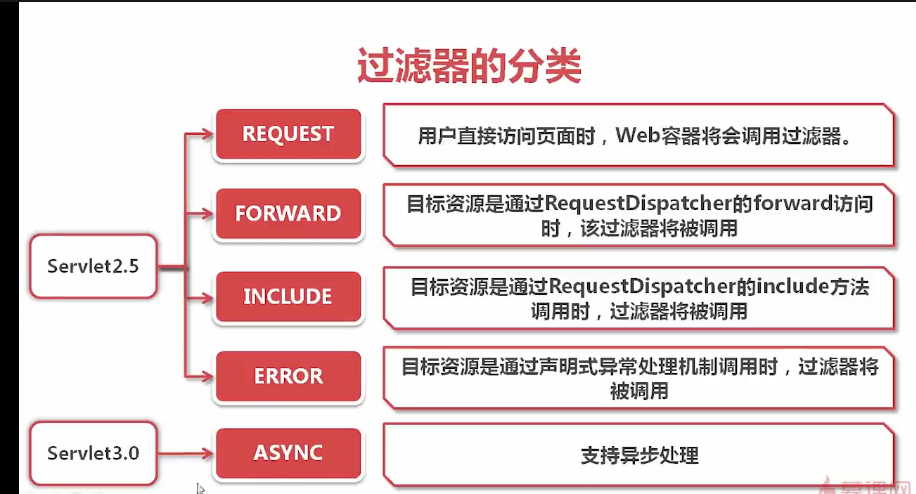 过滤器的分类
REQUEST
用户直接访问页面时，Web容器将会调用过滤器。
FORWARD
目标资源是通过RequestDispatcher的forward访问
时，该过滤器将被调用
Servlet2.5
INCLUDE
目标资源是通过RequestDispatcher的include方法
调用时，过滤器将被调用
ERROR
目标资源是通过声明式异常处理机制调用时，过滤器将
被调用
Servlet3.0
ASYNC
支持异步处理
慕课网